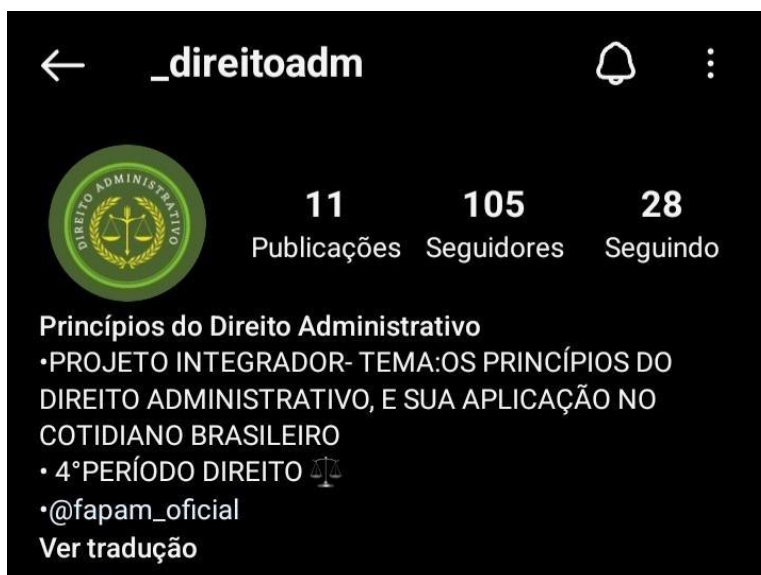 _direitoadm
DIREITO ADMINISTRATIVO
11 105 28
Publicações Seguidores Seguindo
Princípios do Direito Administrativo
•PROJETO INTEGRADOR- TEMA:OS PRINCÍPIOS DO
DIREITO ADMINISTRATIVO, E SUA APLICAÇÃO NO
COTIDIANO BRASILEIRO
• 4°PERÍODO DIREITO ⚖
•@fapam_oficial
Ver tradução